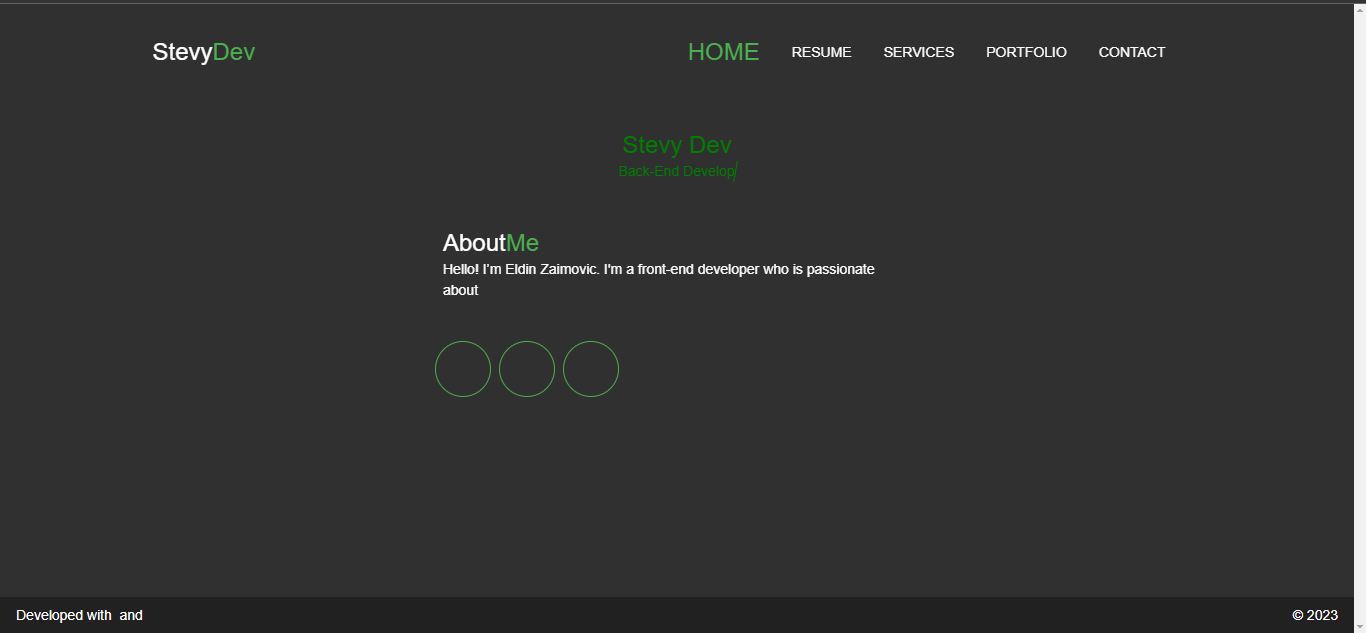 StevyDev
HOME RESUME SERVICES PORTFOLIO CONTACT
Stevy Dev
Back-End Develop
AboutMe
Hello! I'm Eldin Zaimovic. I'm a front-end developer who is passionate
about
Developed with and
© 2023